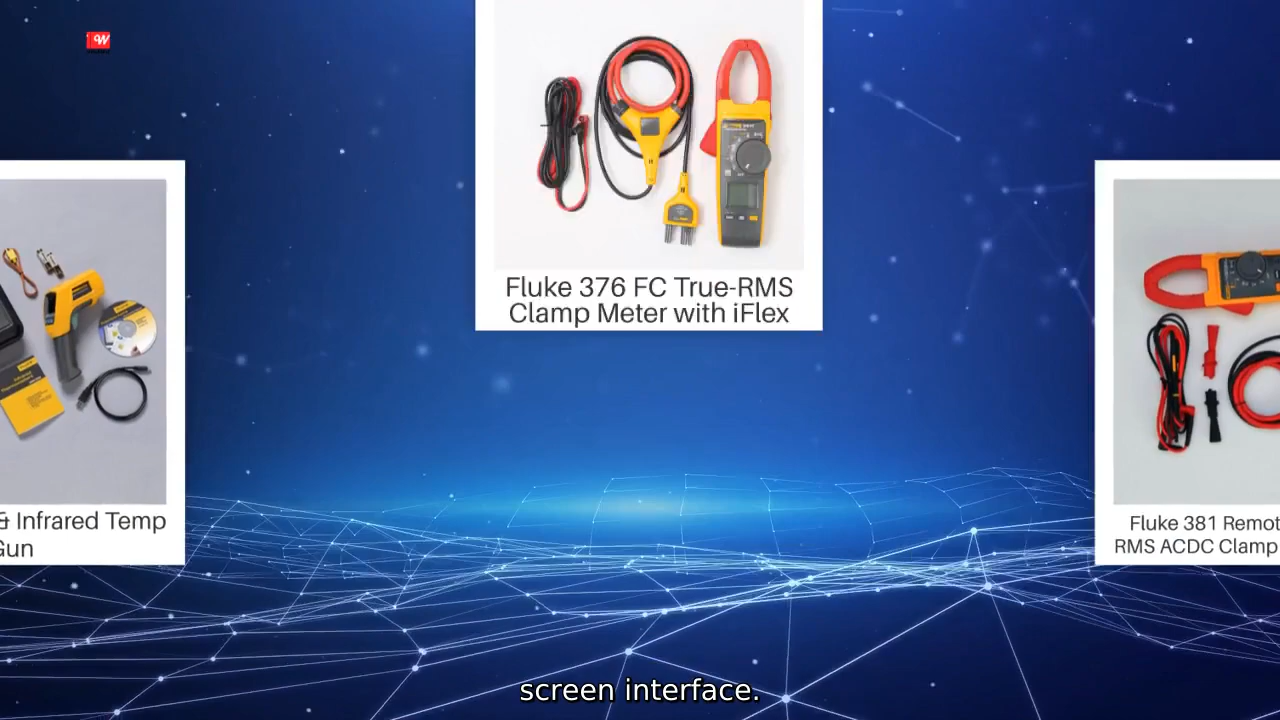 W
Fluke 376 FC True-RMS
Clamp Meter with iFlex
& Infrared Temp
Gun
Fluke 381 Remot
RMS ACDC Clamp
screen interface.